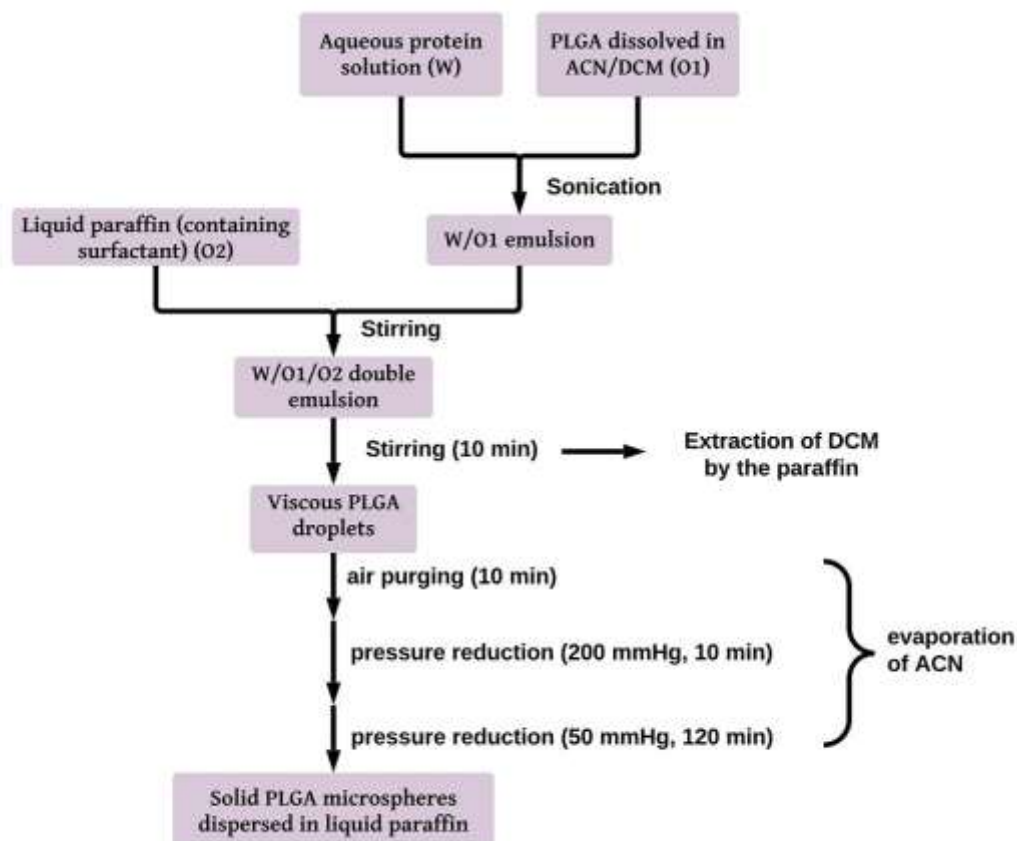 Aqueous protein
solution (W)
PLGA dissolved in
ACN/DCM (O1)
Sonication
Liquid paraffin (containing
surfactant) (O2)
W/O1 emulsion
Stirring
W/O1/O2 double
emulsion
Stirring (10 min)
Extraction of DCM
by the paraffin
Viscous PLGA
droplets
air purging (10 min)
pressure reduction (200 mmHg, 10 min)
evaporation
of ACN
pressure reduction (50 mmHg, 120 min)
Solid PLGA microspheres
dispersed in liquid paraffin